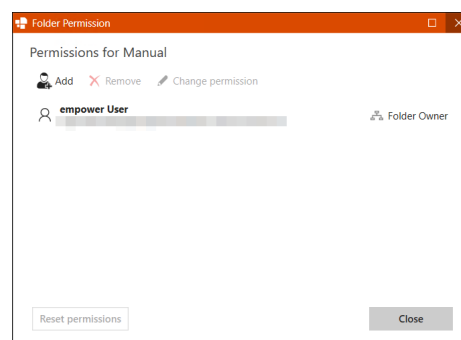 Folder Permission
Permissions for Manual
Add Remove Change permission
empower User
Folder Owner
Reset permissions Close